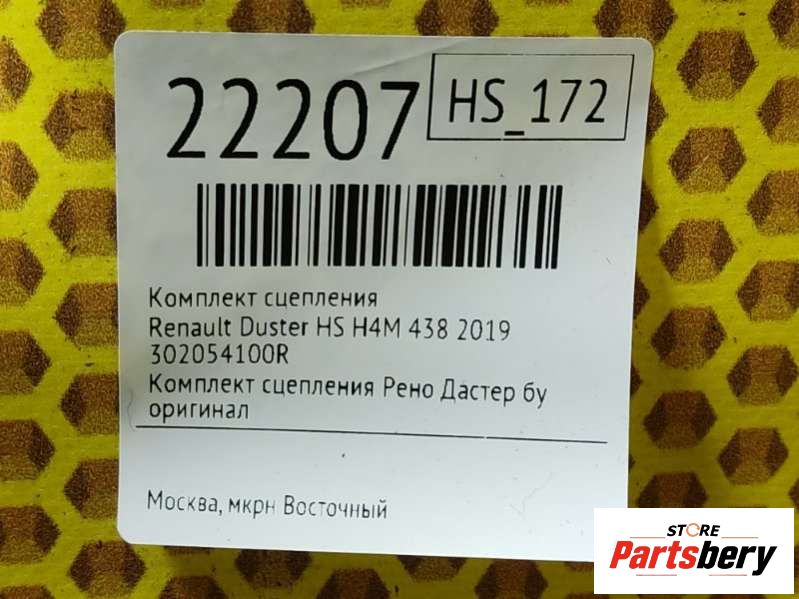 22207
HS_172
Комплект сцепления
Renault Duster HS H4M 438 2019
302054100R
Комплект сцепления Рено Дастер бу
оригинал
Москва, мкрн Восточный
STORE
Partsbery